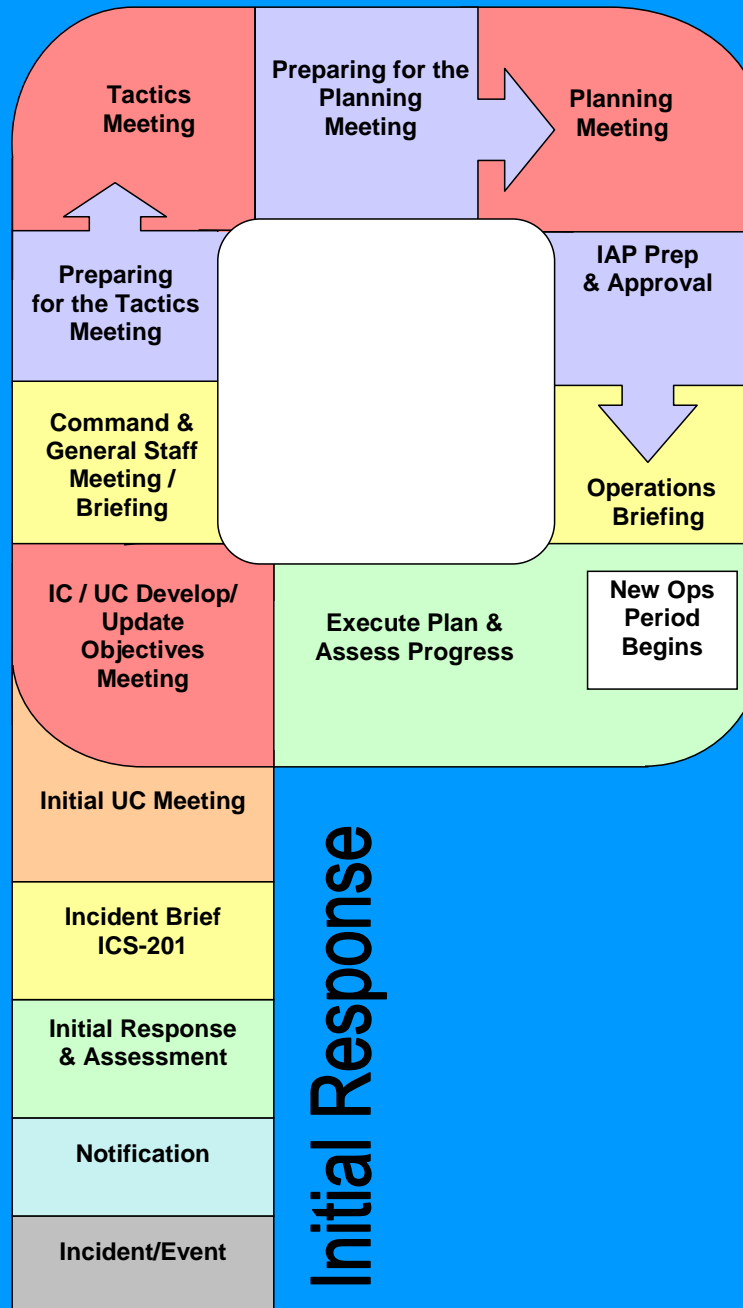 Tactics
Meeting
Preparing for the
Planning
Meeting
Planning
Meeting
Preparing
for the Tactics
Meeting
IAP Prep
& Approval
Command &
General Staff
Meeting /
Briefing
Operations
Briefing
IC / UC Develop/
Update
Objectives
Meeting
Execute Plan &
Assess Progress
New Ops
Period
Begins
Initial UC Meeting
Incident Brief
ICS-201
Initial Response
& Assessment
Notification
Incident/Event
Initial Response